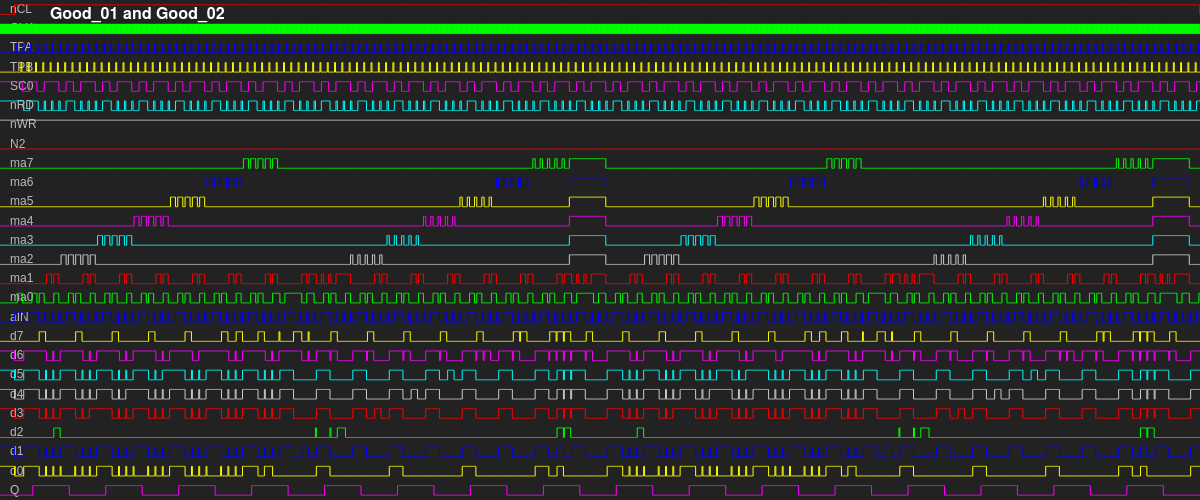 nCL
Good_01 and Good_02
TPA
TPB
SC0
nRD
nWR
N2
ma7
ma6
ma5
ma4
ma3
ma2
ma1
ma0
aIN
d7
d6
d5
d4
d3
d2
d1
d0
Q